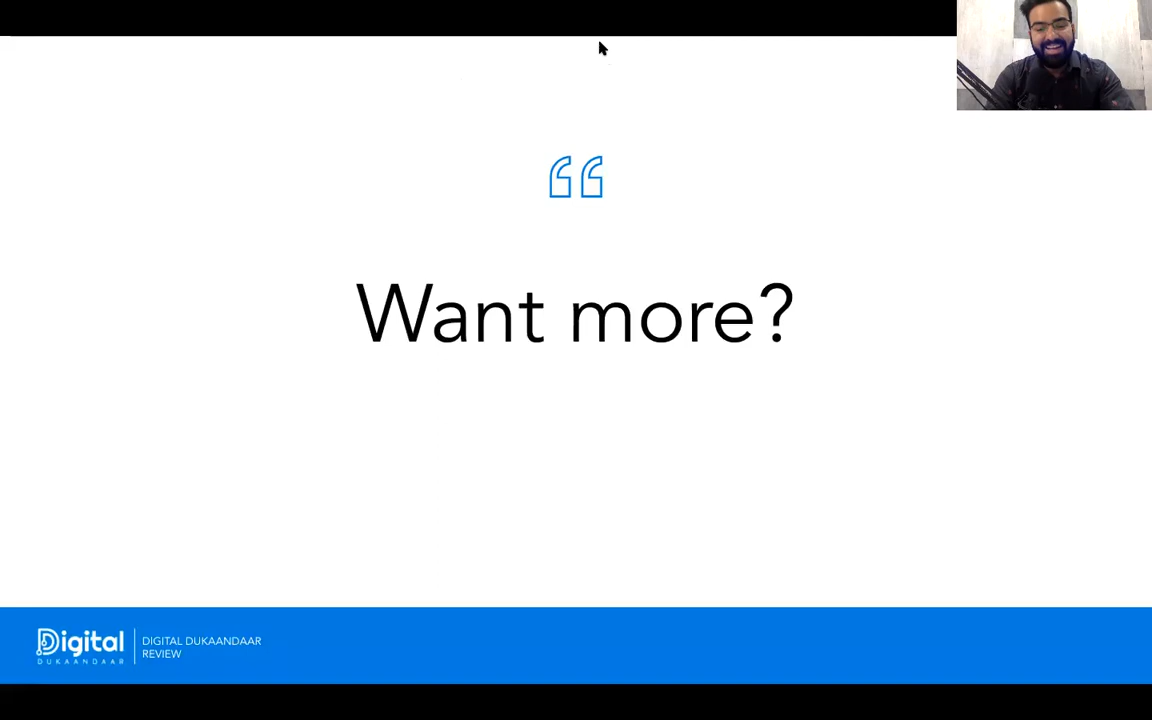 “
Want more?
Digital
DUKAANDAAR
DIGITAL DUKAANDAAR
REVIEW